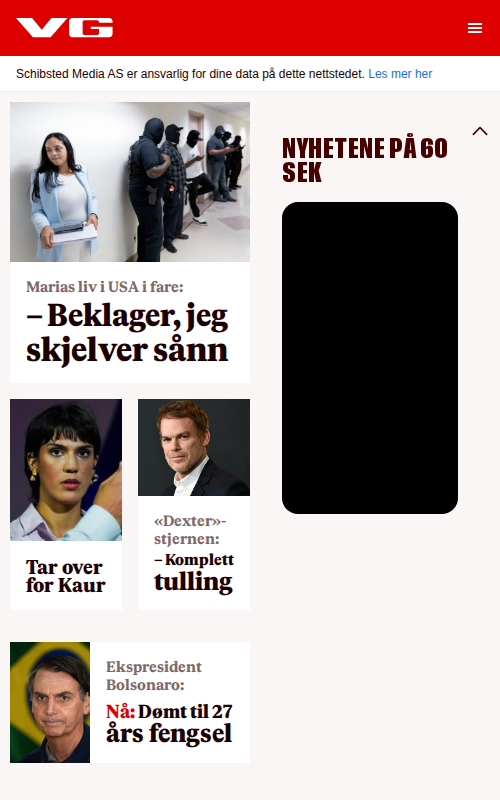 VG
Schibsted Media AS er ansvarlig for dine data på dette nettstedet. Les mer her
Marias liv i USA i fare:
– Beklager, jeg
skjelver sånn
NYHETENE PÅ 60
SEK
Tar over
for Kaur
«Dexter»-
stjernen:
– Komplett
tulling
Ekspresident
Bolsonaro:
Nå: Dømt til 27
års fengsel